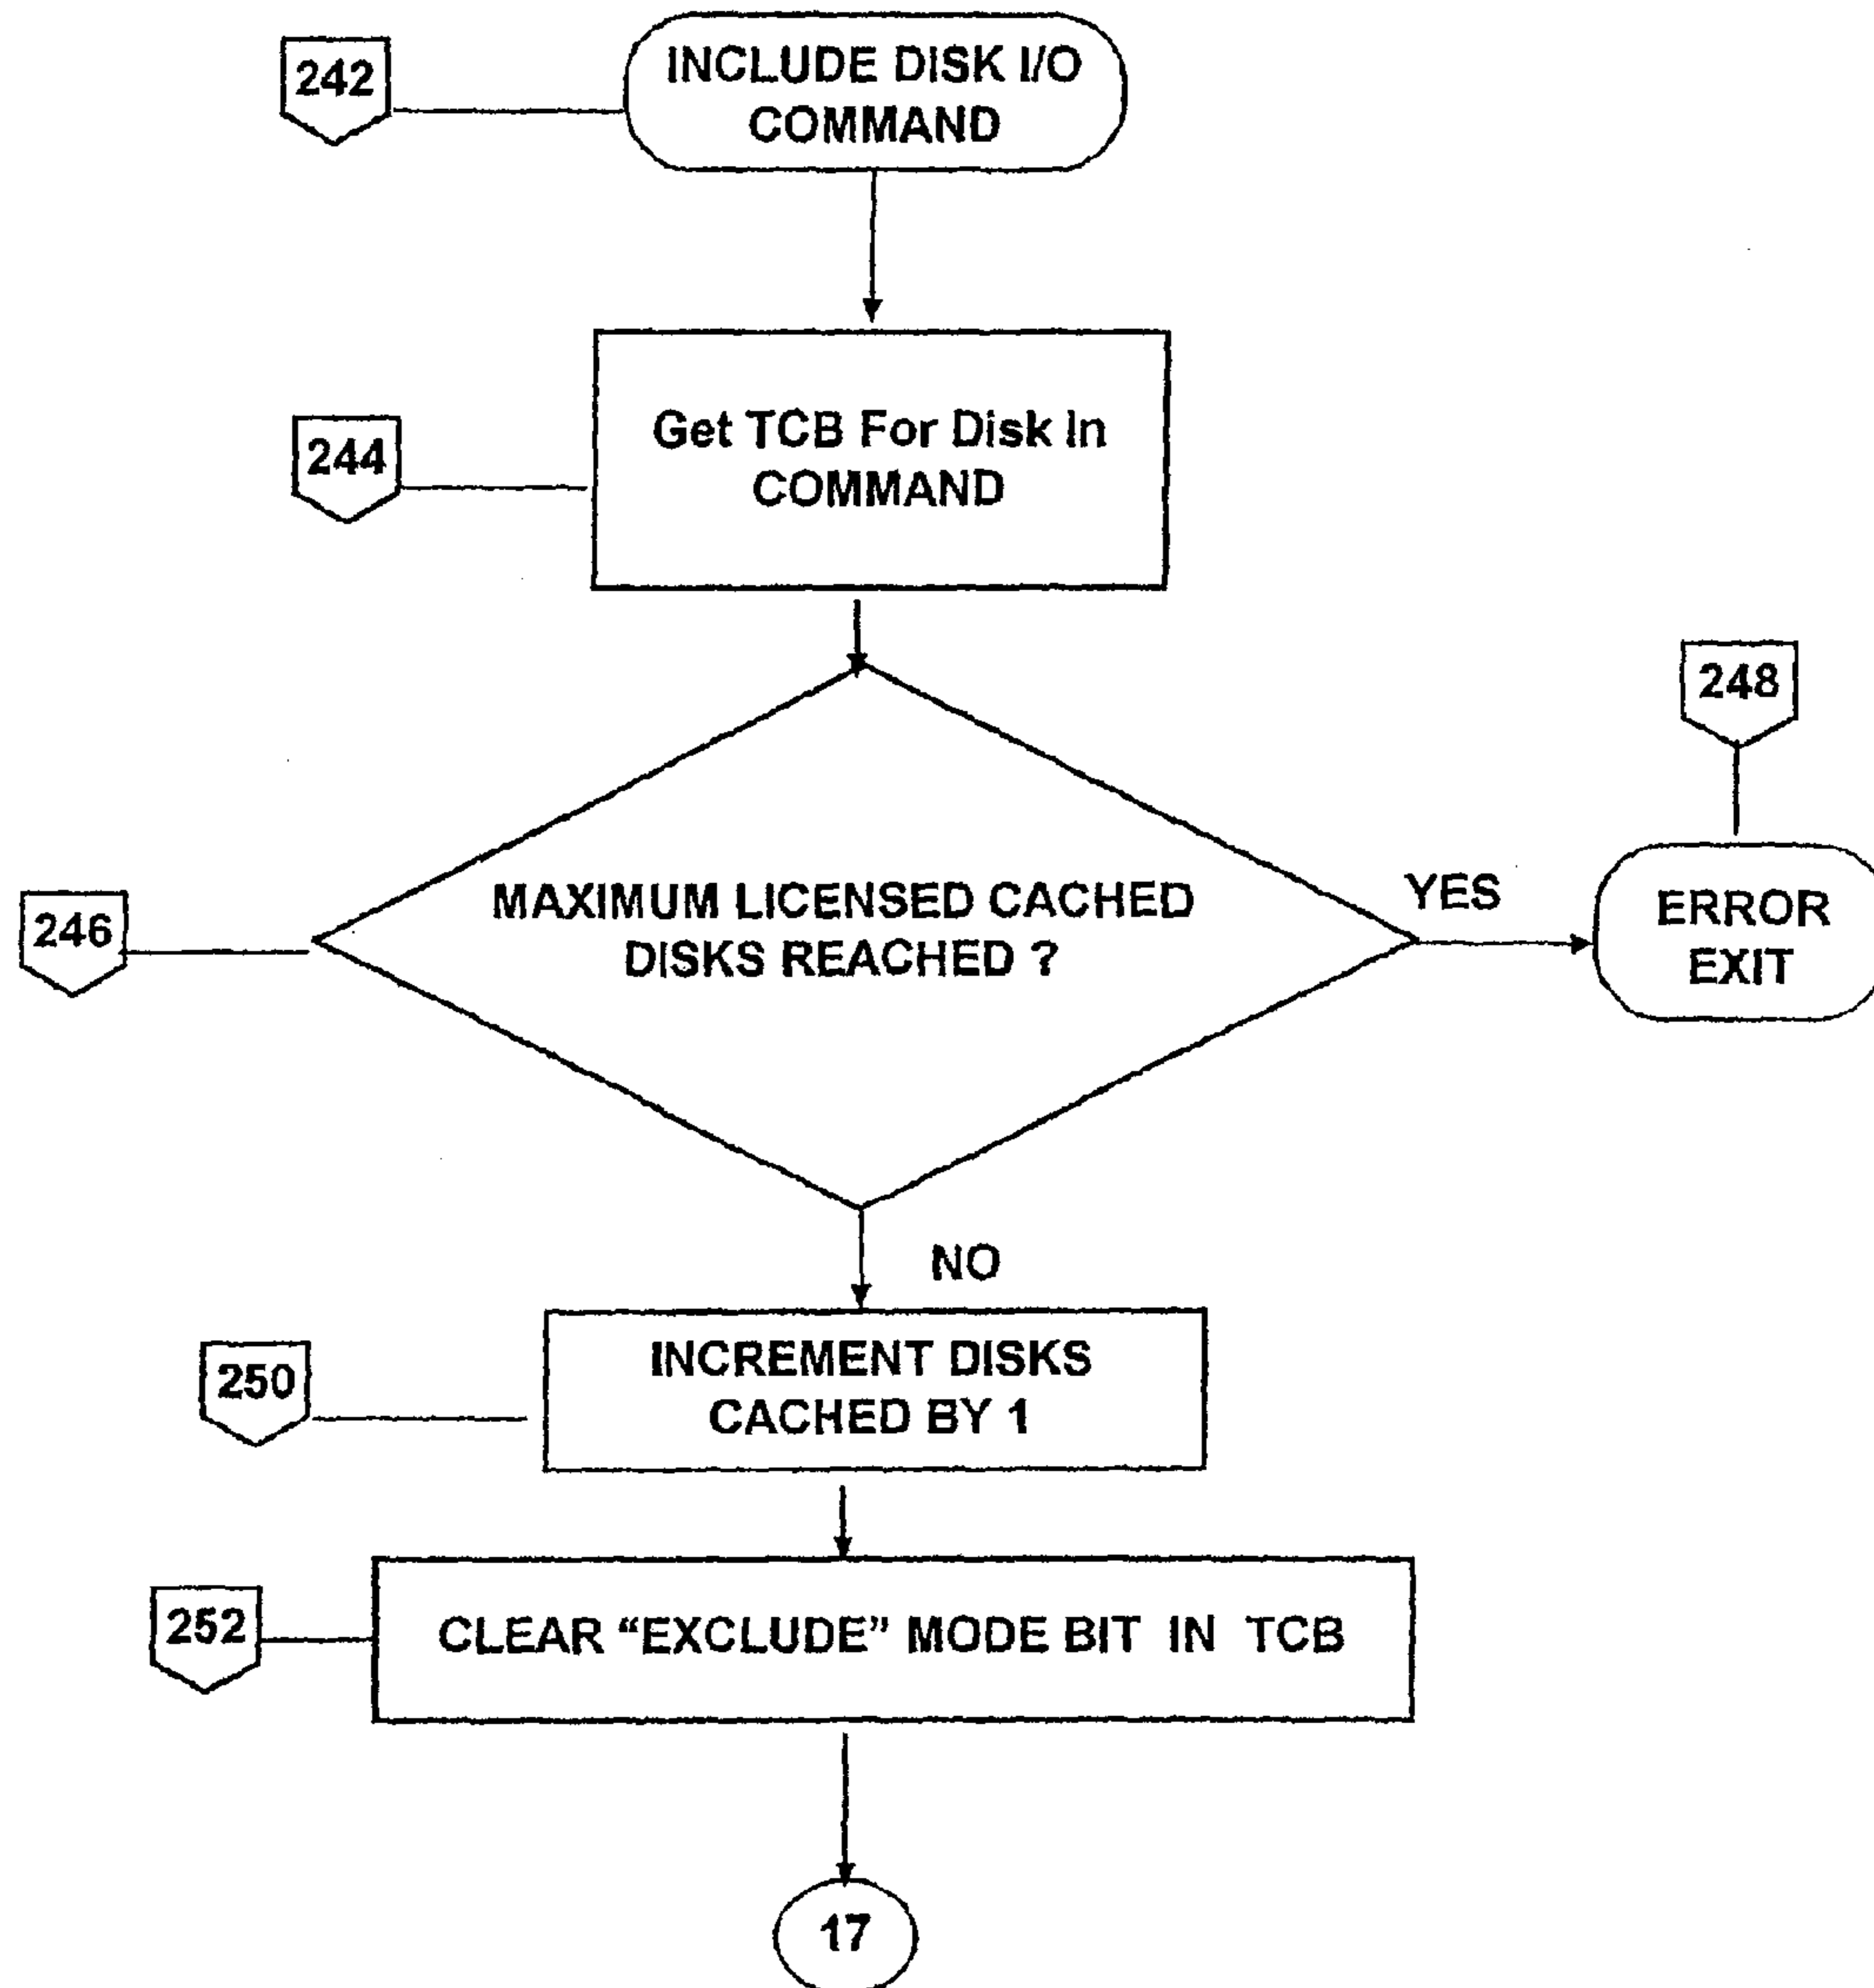 242
INCLUDE DISK I/O
COMMAND
244
Get TCB For Disk In
COMMAND
248
246
MAXIMUM LICENSED CACHED
DISKS REACHED ?
YES
ERROR
EXIT
NO
250
INCREMENT DISKS
CACHED BY 1
252
CLEAR “EXCLUDE” MODE BIT IN TCB
17